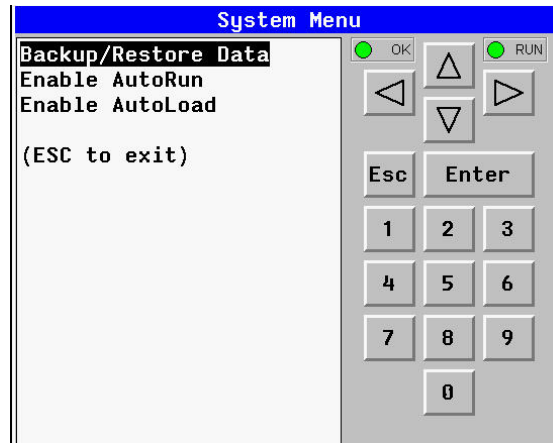 System Menu
Backup/Restore Data
Enable AutoRun
Enable AutoLoad
(ESC to exit)
OK
RUN
Esc
Enter
1
2
3
4
5
6
7
8
9
0